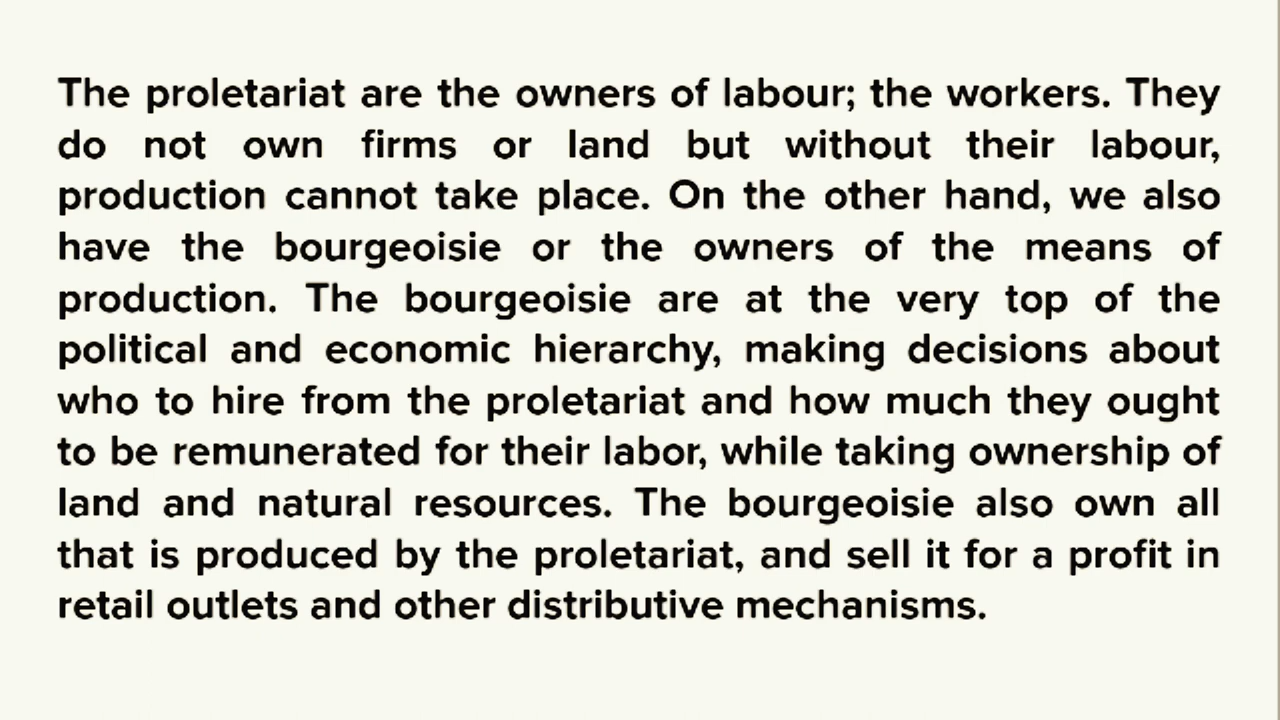 The proletariat are the owners of labour; the workers. They
do not own firms or land but without their labour,
production cannot take place. On the other hand, we also
have the bourgeoisie or the owners of the means of
production. The bourgeoisie are at the very top of the
political and economic hierarchy, making decisions about
who to hire from the proletariat and how much they ought
to be remunerated for their labor, while taking ownership of
land and natural resources. The bourgeoisie also own all
that is produced by the proletariat, and sell it for a profit in
retail outlets and other distributive mechanisms.